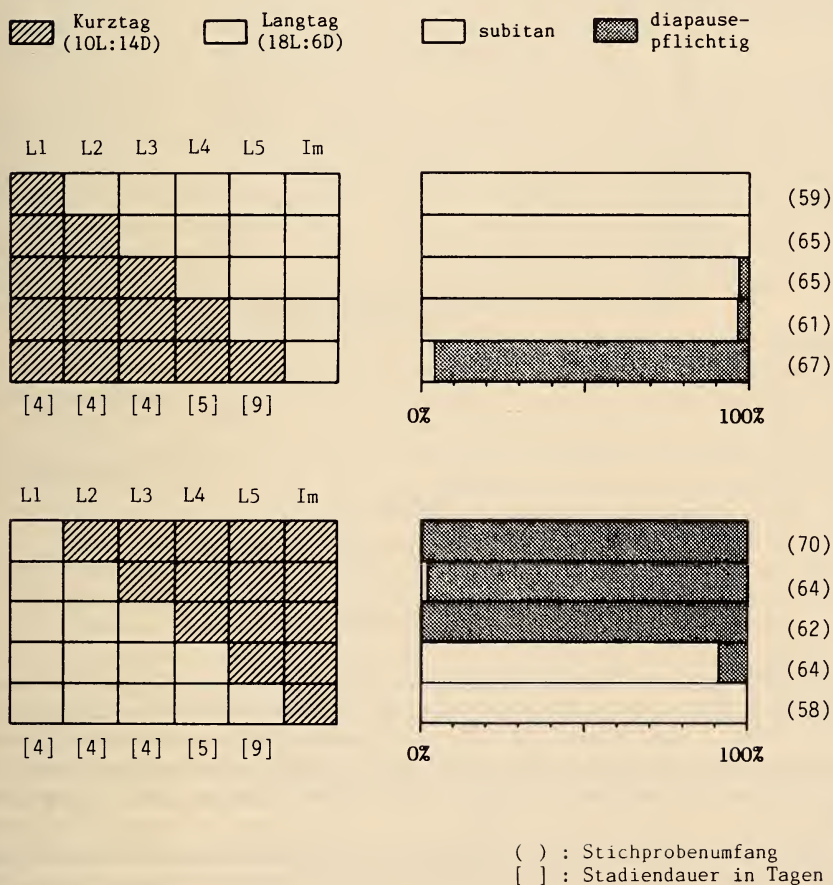 Kurztag
(10L:14D)
Langtag
(18L:6D)
subitan
diapause-
pflichtig
L1 L2 L3 L4 L5 Im
(59)
(65)
(65)
(61)
(67)
[4] [4] [4] [5] [9]
0% 100%
L1 L2 L3 L4 L5 Im
(70)
(64)
(62)
(64)
(58)
[4] [4] [4] [5] [9]
0% 100%
( ) : Stichprobenumfang
[ ] : Stadiendauer in Tagen